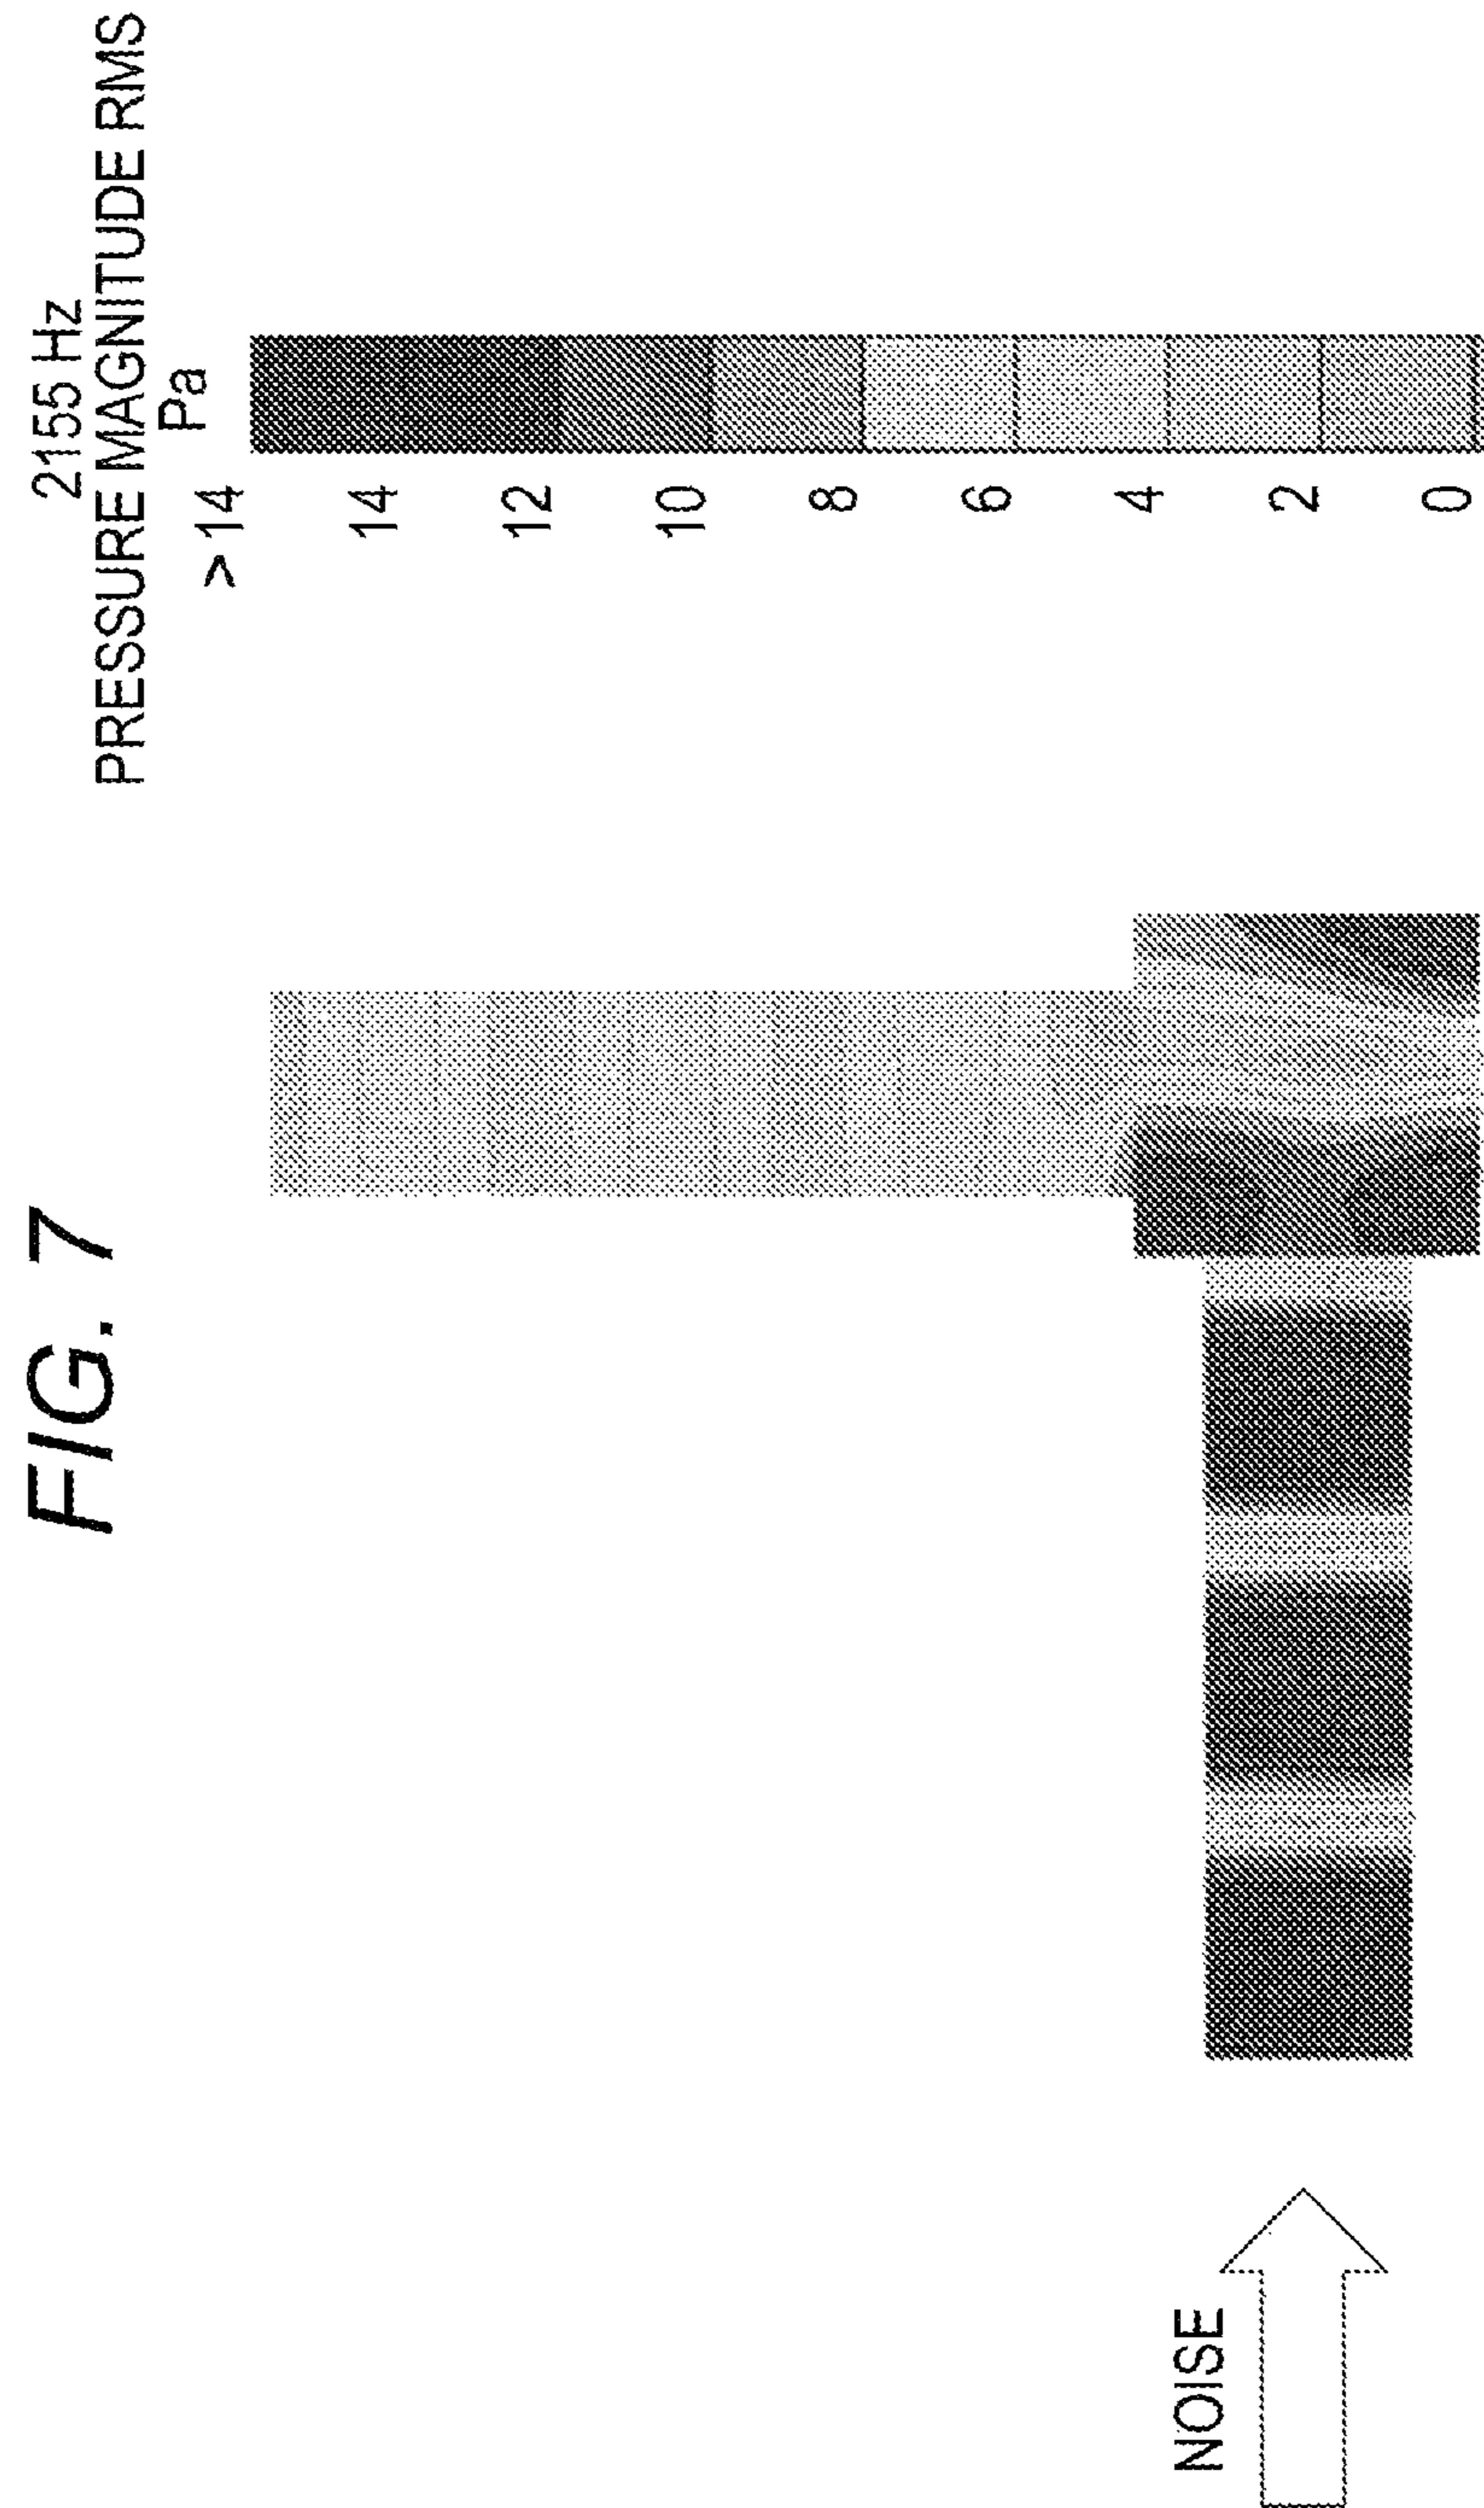 FIG. 7
2155 Hz
PRESSURE MAGNITUDE RMS
Pa
>14
14
12
10
8
6
4
2
0
NOISE